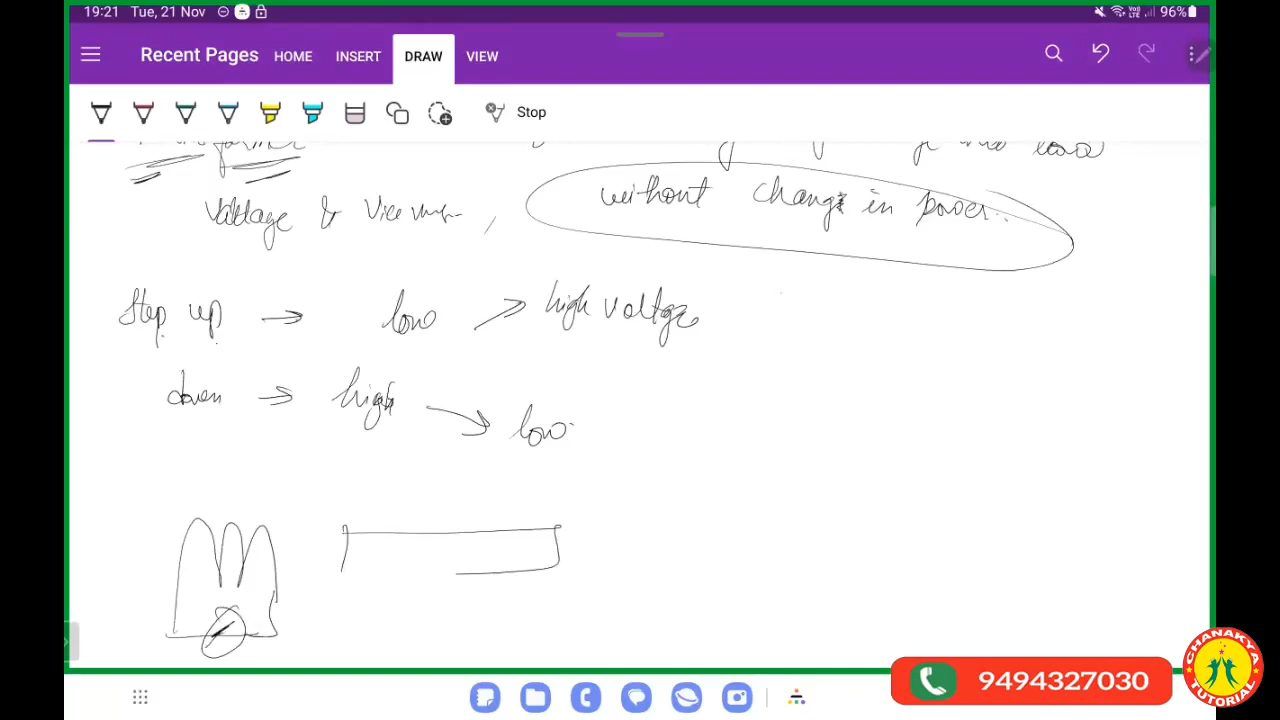 19:21 Tue, 21 Nov 96%
Recent Pages HOME INSERT DRAW VIEW
Stop
Voltage & Vice
without change in power..
Step up → low → high voltage
down → high → low
CHANAKYA TUTORIAL
9494327030